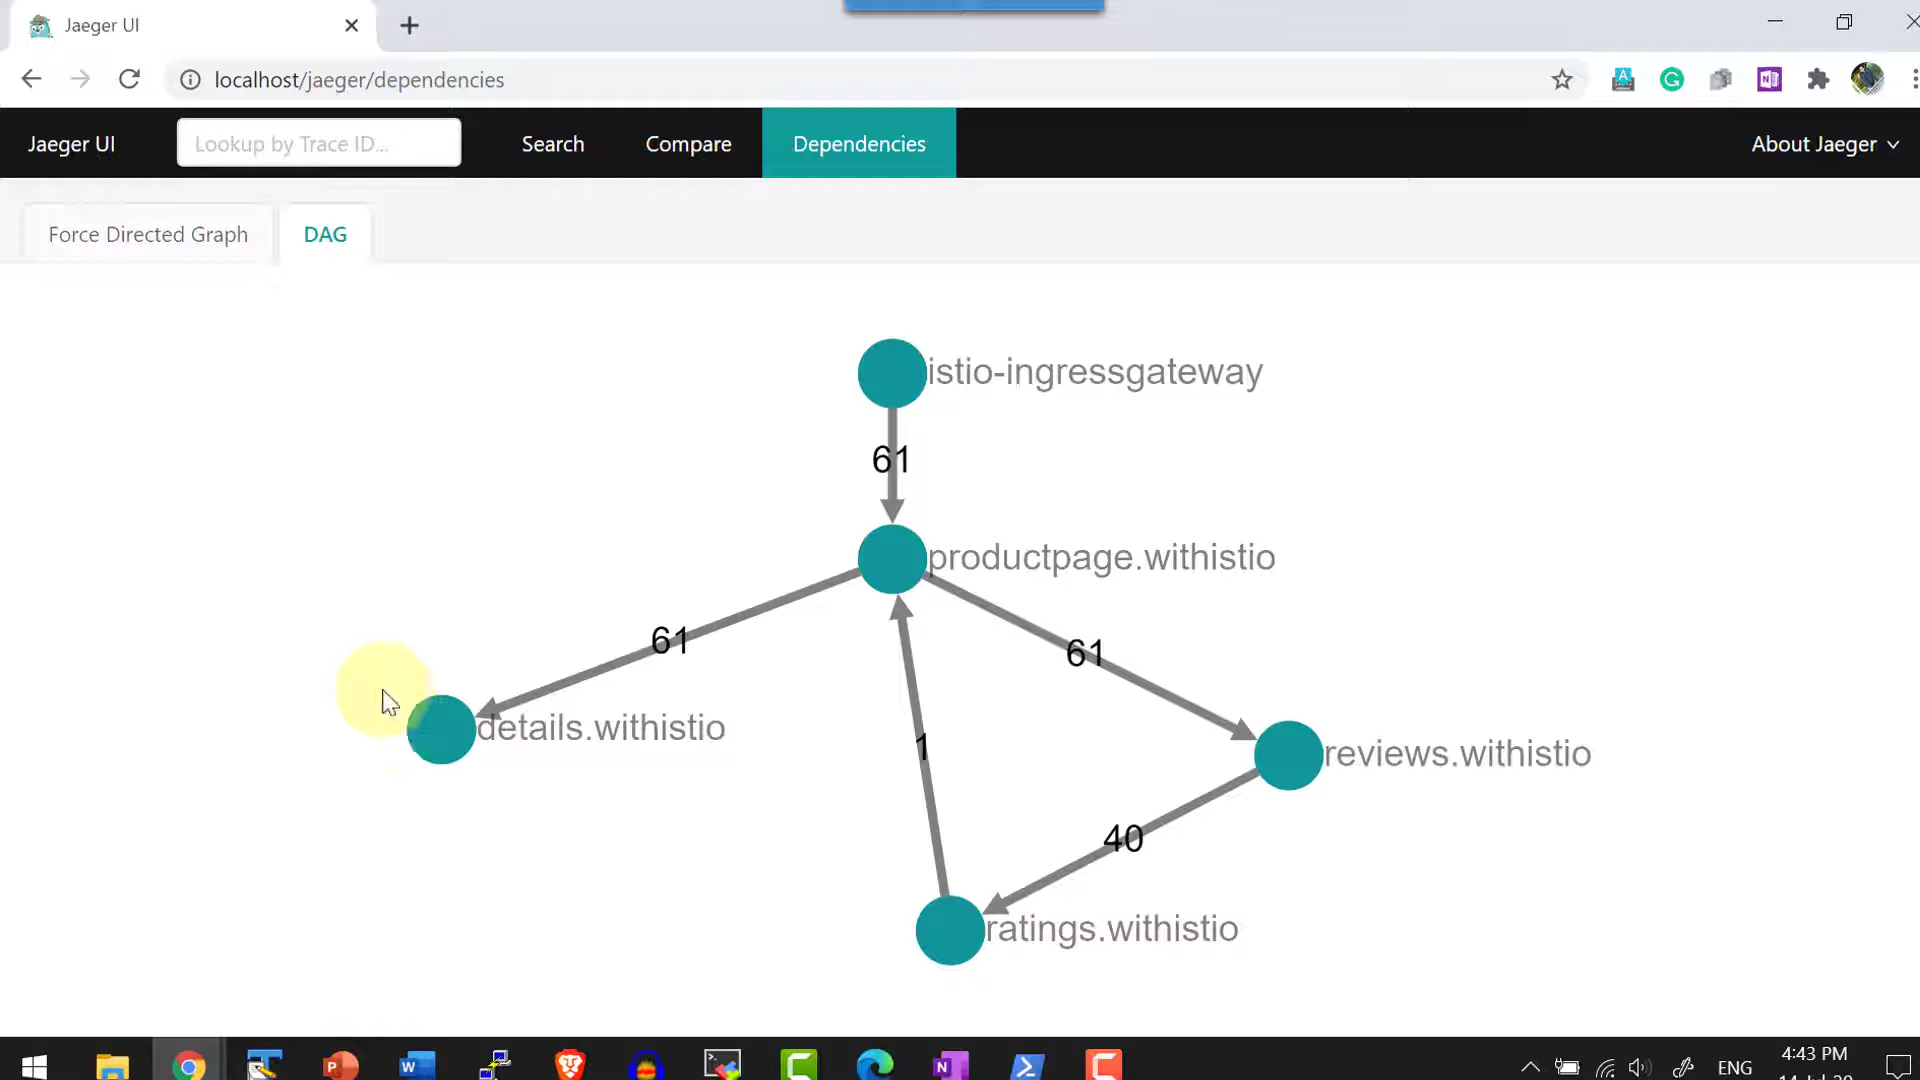 Jaeger UI
localhost/jaeger/dependencies
Jaeger UI
Lookup by Trace ID...
Search
Compare
Dependencies
About Jaeger
Force Directed Graph
DAG
istio-ingressgateway
61
productpage.withistio
61
61
details.withistio
1
reviews.withistio
40
ratings.withistio
ENG
4:43 PM